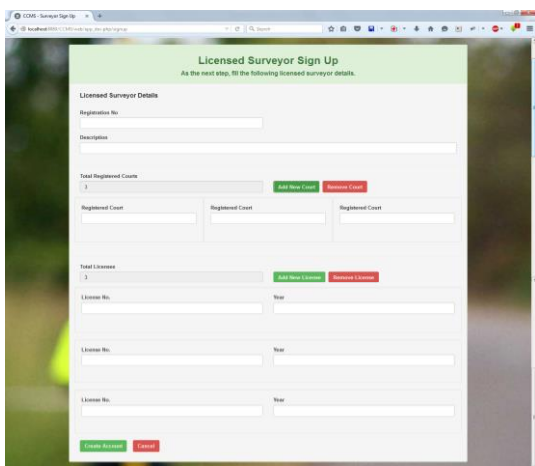 CCMS - Surveyor Sign Up
Search
Licensed Surveyor Sign Up
As the next step, fill the following licensed surveyor details.
Licensed Surveyor Details
Registration No
Description
Total Registered Courts
3
Add New Court Remove Court
Registered Court Registered Court Registered Court
Total Licenses
3
Add New License Remove License
License No. Year
License No. Year
License No. Year
Create Account Cancel